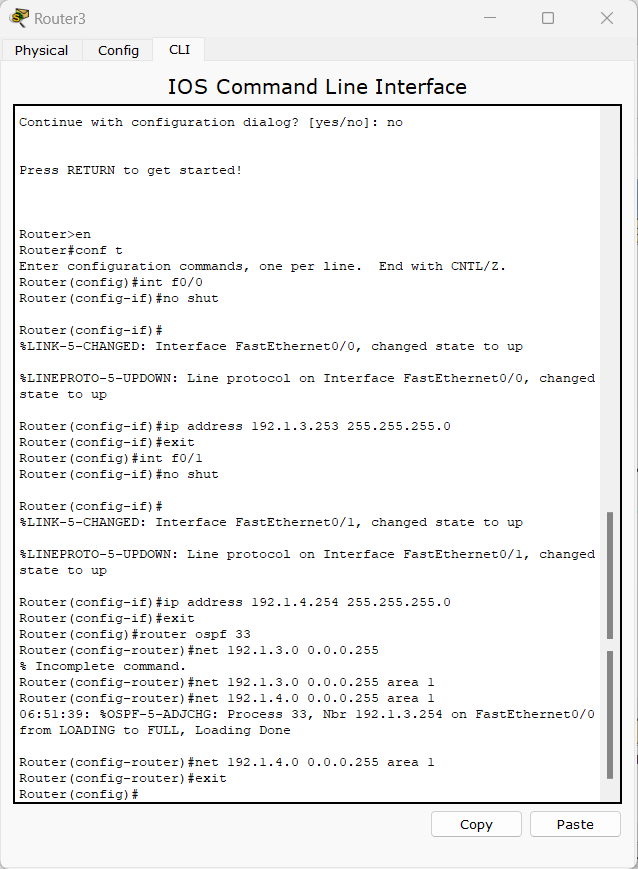 Router3
Physical Config CLI
IOS Command Line Interface
Continue with configuration dialog? [yes/no]: no
Press RETURN to get started!
Router>en
Router#conf t
Enter configuration commands, one per line.  End with CNTL/Z.
Router(config)#int f0/0
Router(config-if)#no shut
Router(config-if)#
%LINK-5-CHANGED: Interface FastEthernet0/0, changed state to up
%LINEPROTO-5-UPDOWN: Line protocol on Interface FastEthernet0/0, changed
state to up
Router(config-if)#ip address 192.1.3.253 255.255.255.0
Router(config-if)#exit
Router(config)#int f0/1
Router(config-if)#no shut
Router(config-if)#
%LINK-5-CHANGED: Interface FastEthernet0/1, changed state to up
%LINEPROTO-5-UPDOWN: Line protocol on Interface FastEthernet0/1, changed
state to up
Router(config-if)#ip address 192.1.4.254 255.255.255.0
Router(config-if)#exit
Router(config)#router ospf 33
Router(config-router)#net 192.1.3.0 0.0.0.255
% Incomplete command.
Router(config-router)#net 192.1.3.0 0.0.0.255 area 1
Router(config-router)#net 192.1.4.0 0.0.0.255 area 1
06:51:39: %OSPF-5-ADJCHG: Process 33, Nbr 192.1.3.254 on FastEthernet0/0
from LOADING to FULL, Loading Done
Router(config-router)#net 192.1.4.0 0.0.0.255 area 1
Router(config-router)#exit
Router(config)#
Copy Paste